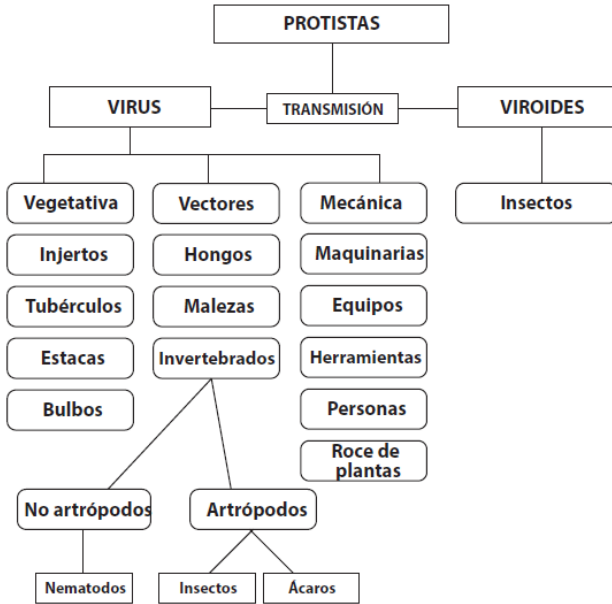 PROTISTAS
VIRUS
TRANSMISIÓN
VIROIDES
Vegetativa
Vectores
Mecánica
Insectos
Injertos
Hongos
Maquinarias
Tubérculos
Malezas
Equipos
Estacas
Invertebrados
Herramientas
Bulbos
Personas
Roce de
plantas
No artrópodos
Artrópodos
Nematodos
Insectos
Ácaros